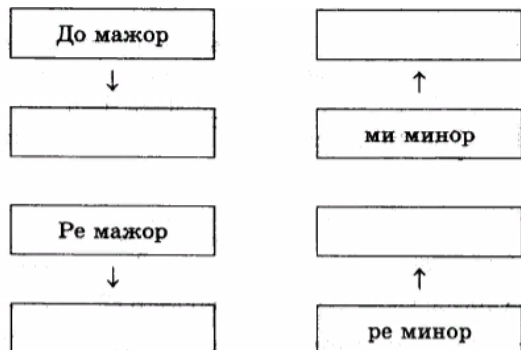 До мажор
ми минор
Ре мажор
ре минор